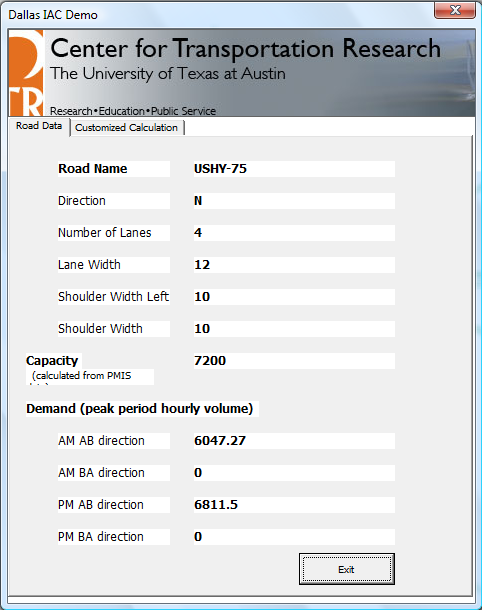 Dallas IAC Demo
Center for Transportation Research
The University of Texas at Austin
TR
Research•Education•Public Service
Road Data Customized Calculation
Road Name USHY-75
Direction N
Number of Lanes 4
Lane Width 12
Shoulder Width Left 10
Shoulder Width 10
Capacity 7200
(calculated from PMIS
Demand (peak period hourly volume)
AM AB direction 6047.27
AM BA direction 0
PM AB direction 6811.5
PM BA direction 0
Exit